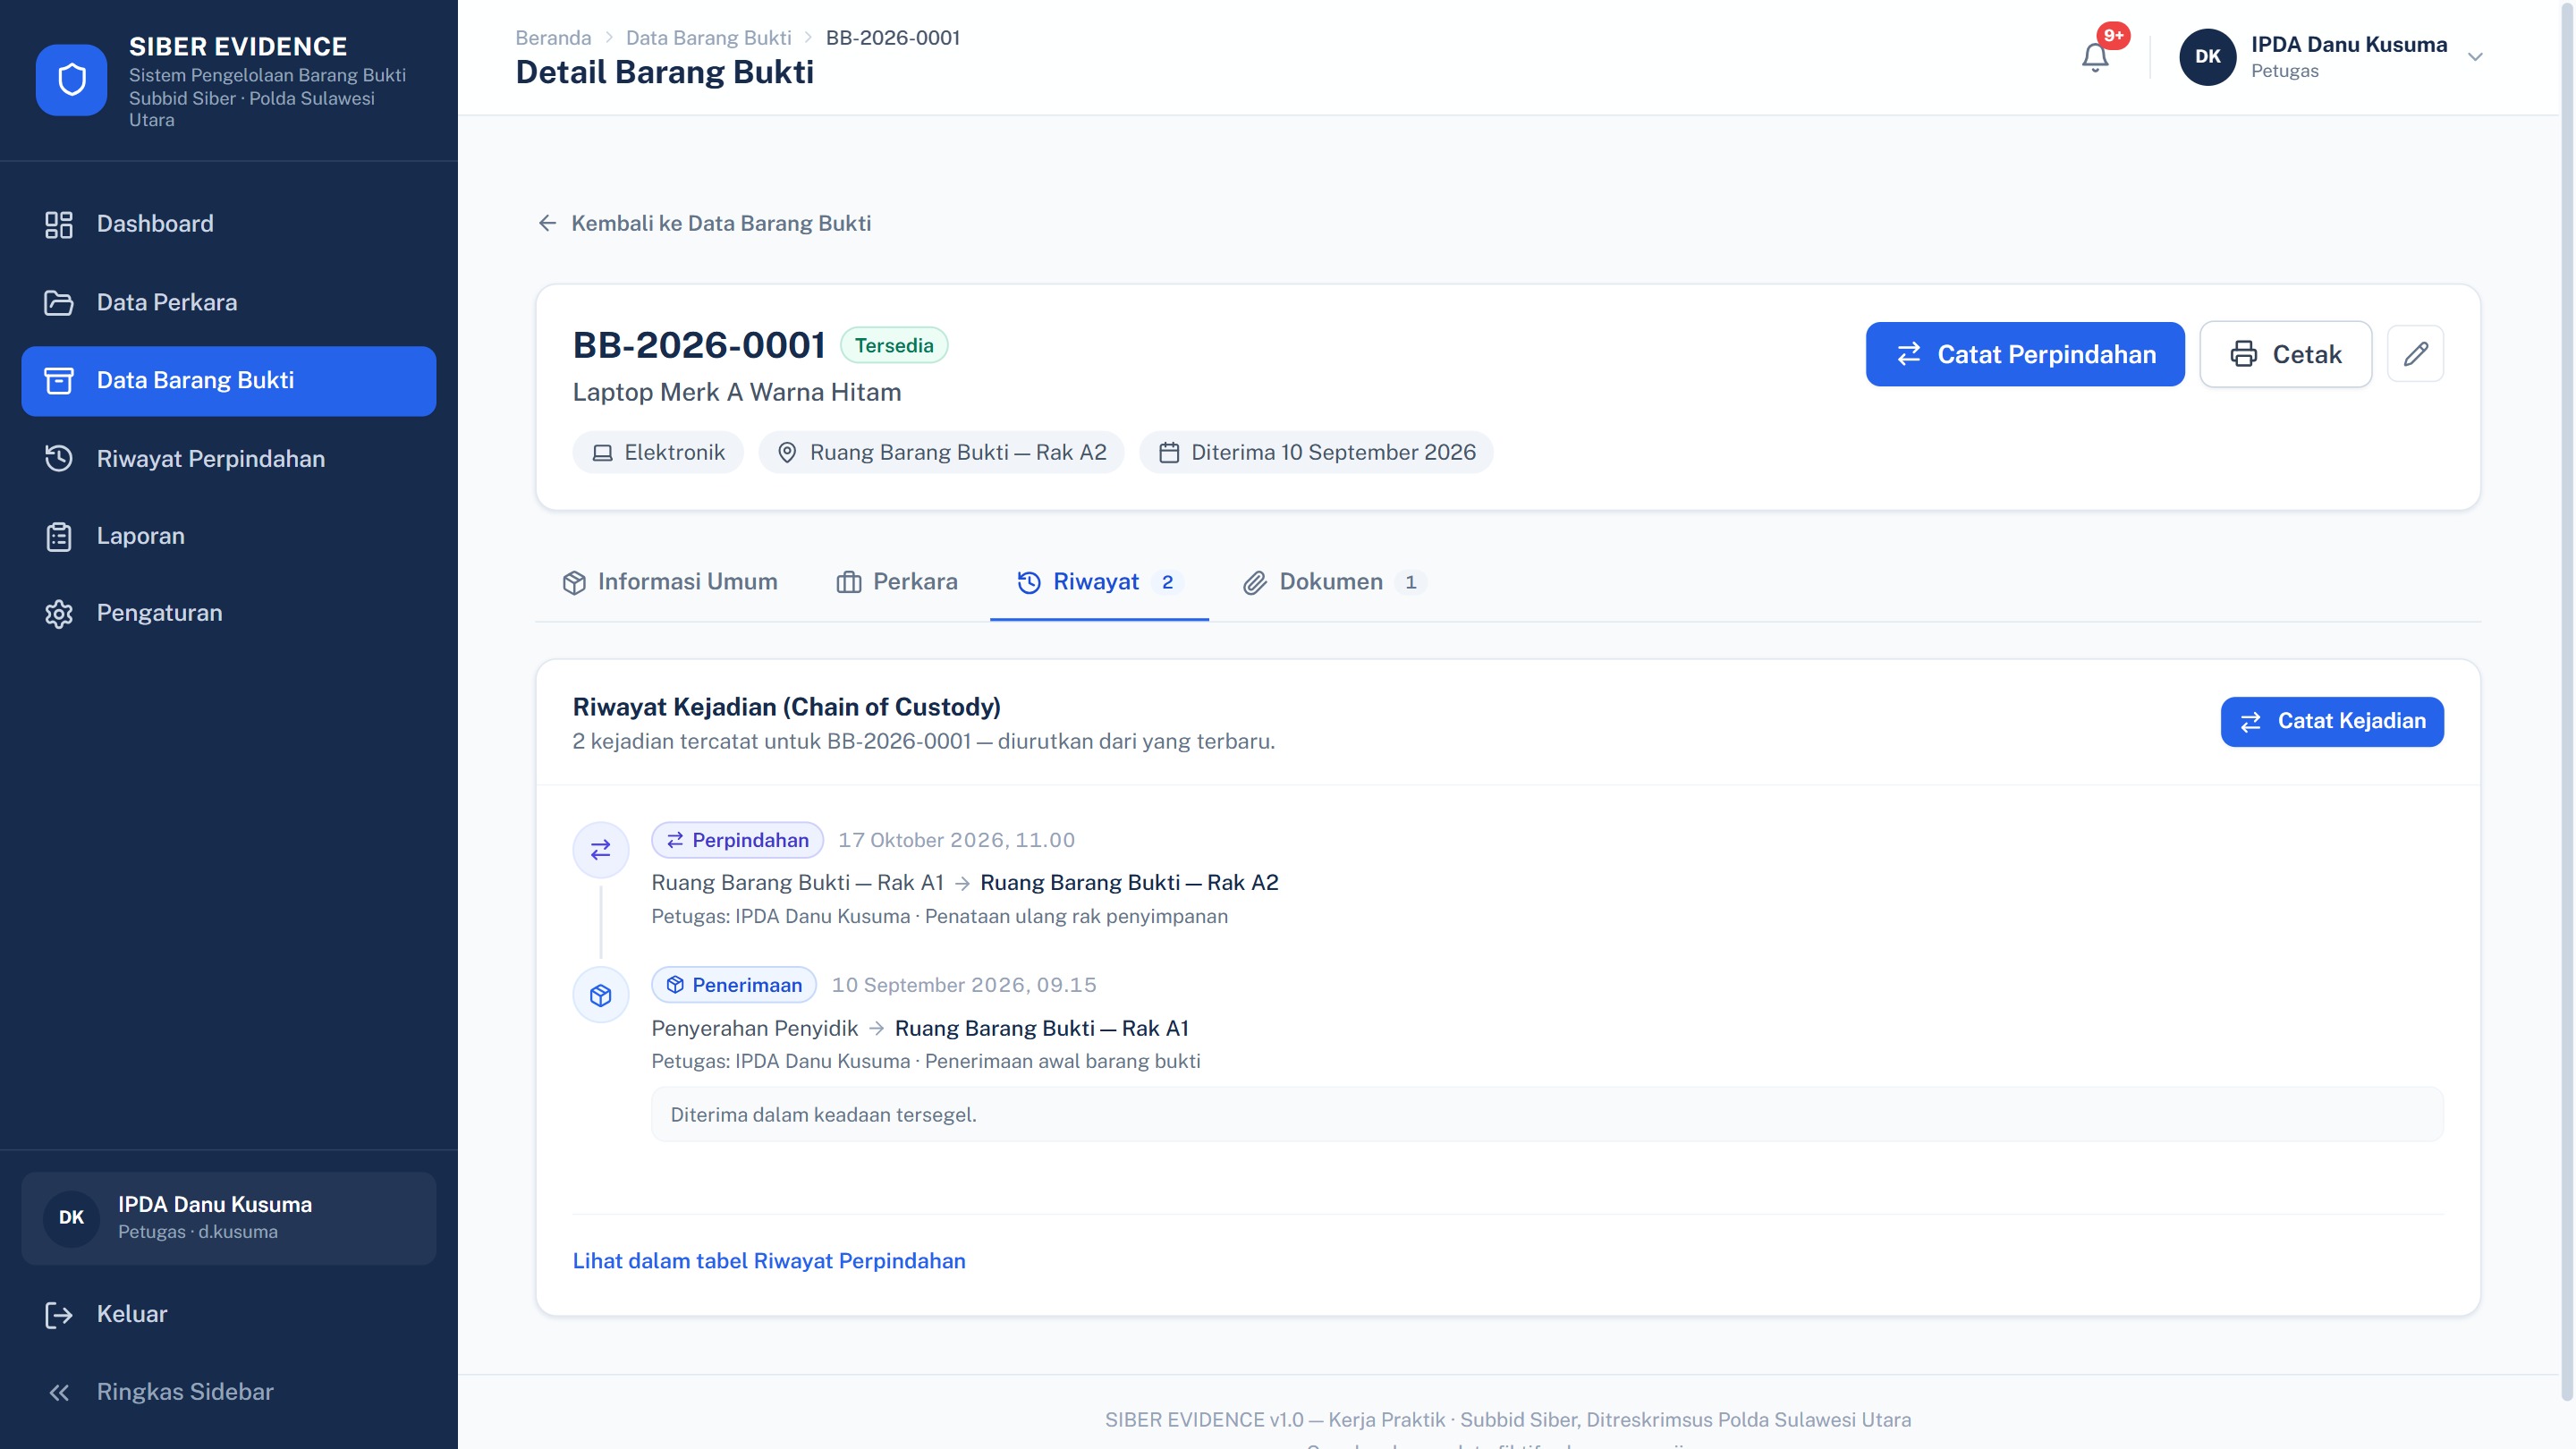 SIBER EVIDENCE
Sistem Pengelolaan Barang Bukti
Subbid Siber · Polda Sulawesi
Utara
Dashboard
Data Perkara
Data Barang Bukti
Riwayat Perpindahan
Laporan
Pengaturan
DK
IPDA Danu Kusuma
Petugas · d.kusuma
Keluar
Ringkas Sidebar
Beranda > Data Barang Bukti > BB-2026-0001
Detail Barang Bukti
9+
DK
IPDA Danu Kusuma
Petugas
Kembali ke Data Barang Bukti
BB-2026-0001 Tersedia
Laptop Merk A Warna Hitam
Elektronik
Ruang Barang Bukti — Rak A2
Diterima 10 September 2026
Catat Perpindahan
Cetak
Informasi Umum
Perkara
Riwayat 2
Dokumen 1
Riwayat Kejadian (Chain of Custody)
2 kejadian tercatat untuk BB-2026-0001 — diurutkan dari yang terbaru.
Catat Kejadian
Perpindahan 17 Oktober 2026, 11.00
Ruang Barang Bukti — Rak A1 → Ruang Barang Bukti — Rak A2
Petugas: IPDA Danu Kusuma · Penataan ulang rak penyimpanan
Penerimaan 10 September 2026, 09.15
Penyerahan Penyidik → Ruang Barang Bukti — Rak A1
Petugas: IPDA Danu Kusuma · Penerimaan awal barang bukti
Diterima dalam keadaan tersegel.
Lihat dalam tabel Riwayat Perpindahan
SIBER EVIDENCE v1.0 — Kerja Praktik · Subbid Siber, Ditreskrimsus Polda Sulawesi Utara